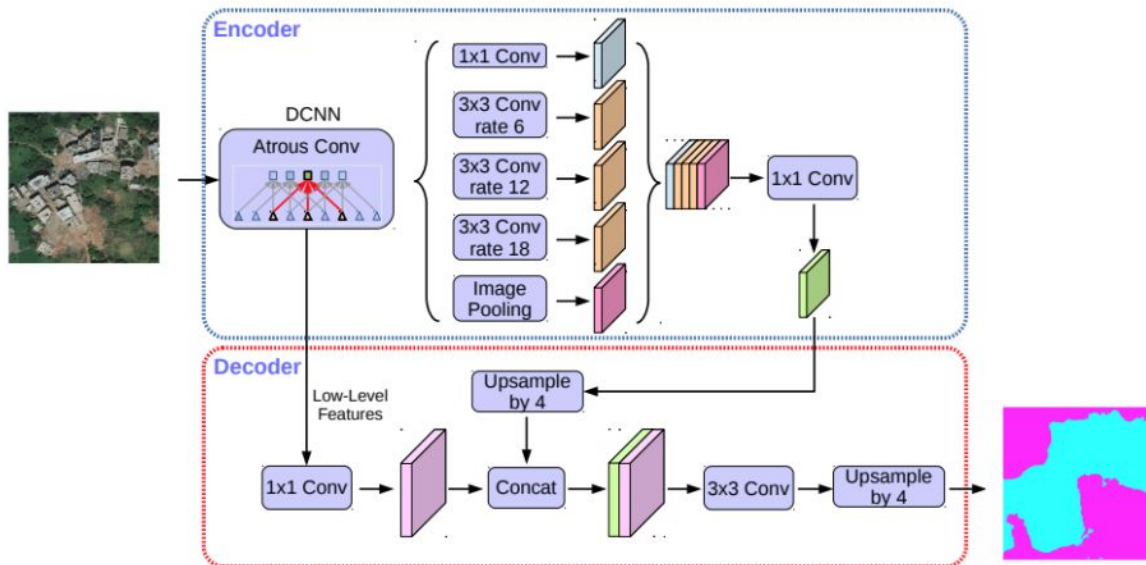 Encoder
DCNN
Atrous Conv
1x1 Conv
3x3 Conv
rate 6
3x3 Conv
rate 12
3x3 Conv
rate 18
Image
Pooling
1x1 Conv
Decoder
Low-Level
Features
Upsample
by 4
1x1 Conv
Concat
3x3 Conv
Upsample
by 4